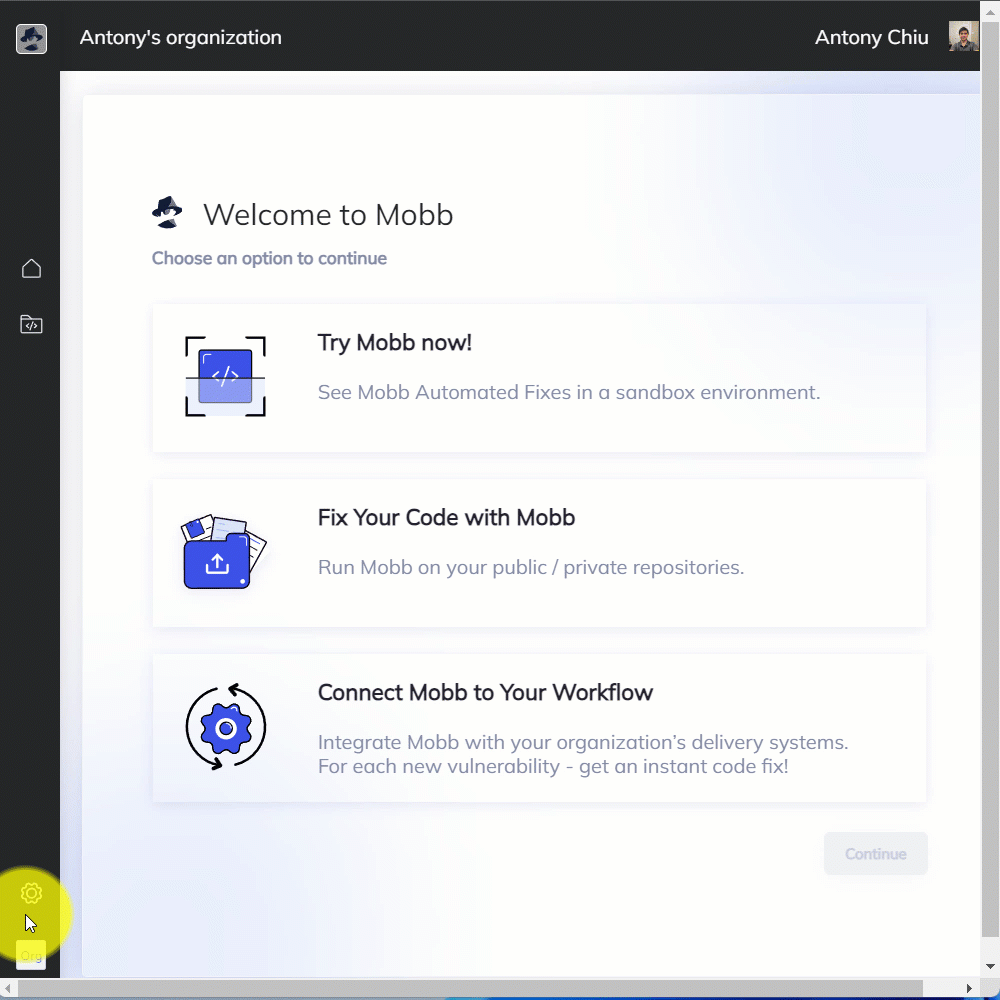 Antony's organization
Antony Chiu
Welcome to Mobb
Choose an option to continue
Try Mobb now!
See Mobb Automated Fixes in a sandbox environment.
Fix Your Code with Mobb
Run Mobb on your public / private repositories.
Connect Mobb to Your Workflow
Integrate Mobb with your organization’s delivery systems.
For each new vulnerability - get an instant code fix!
Continue
Org